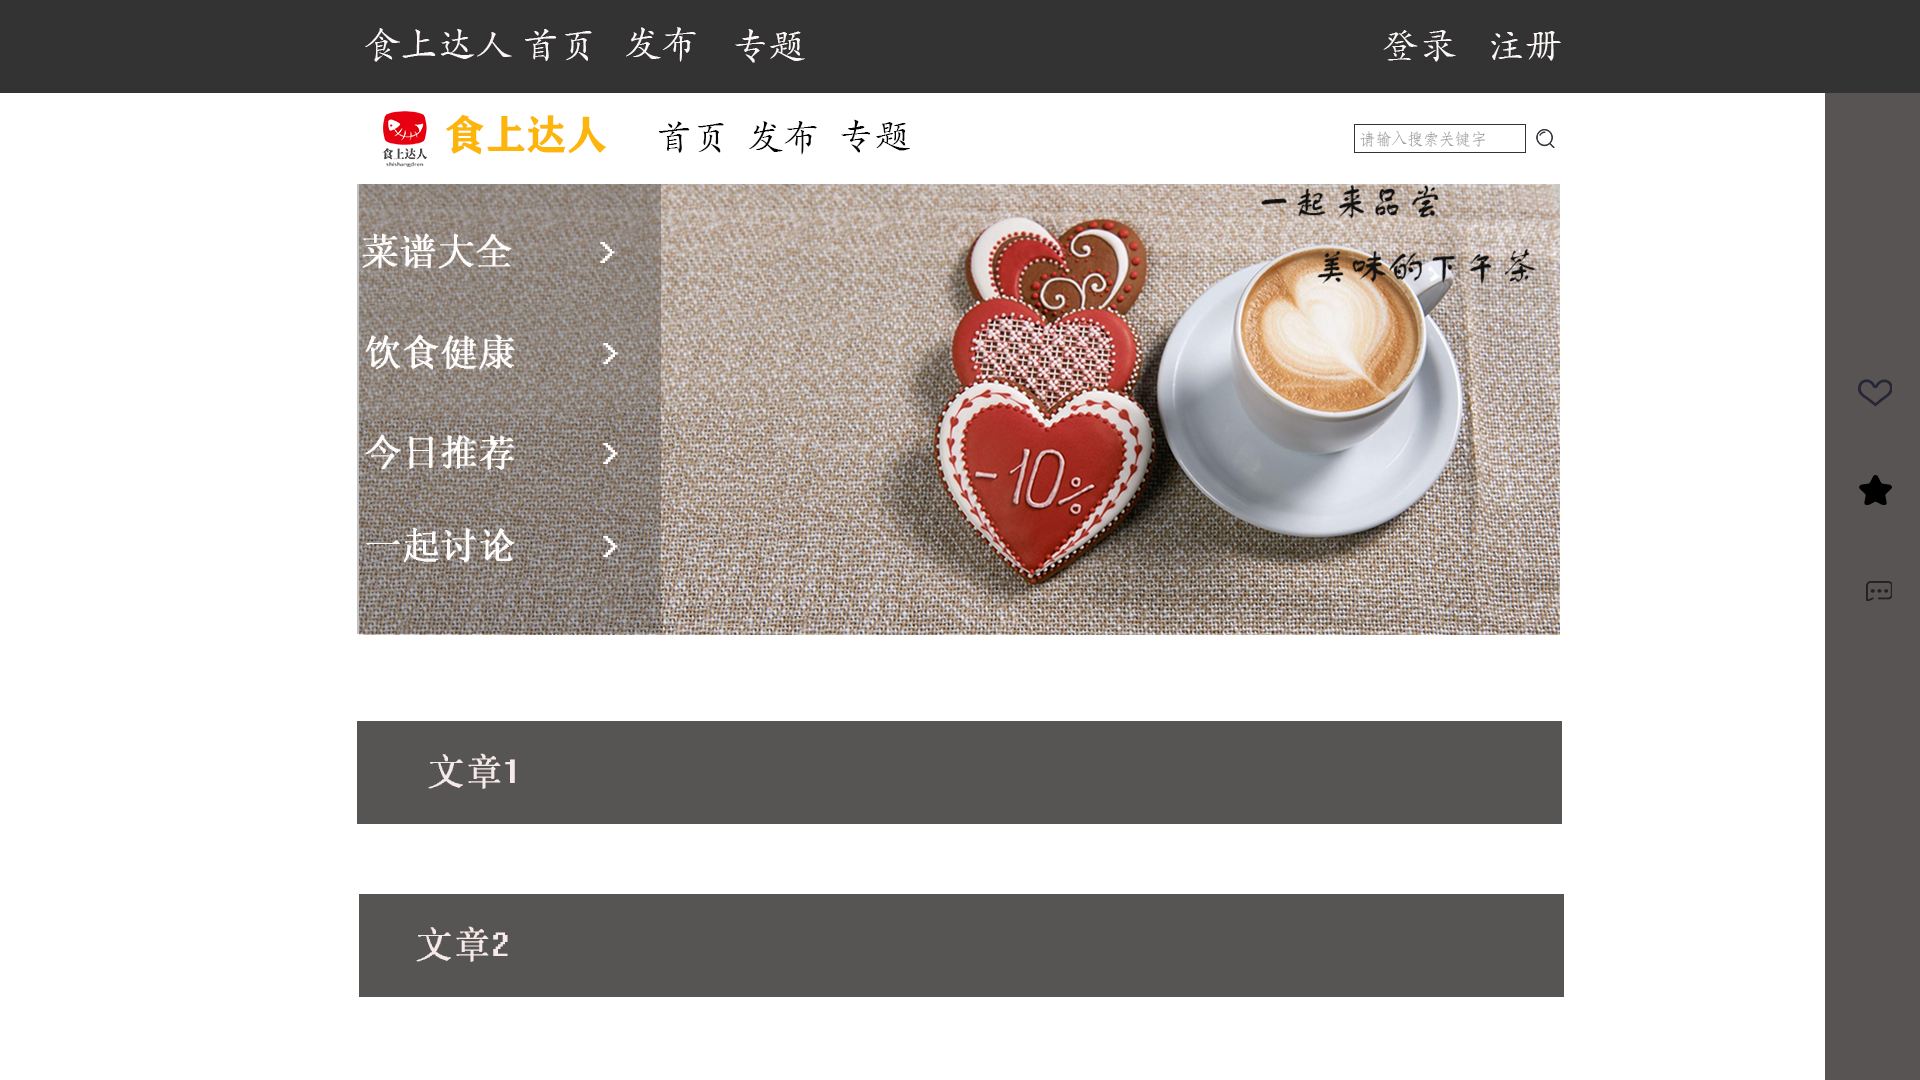 食上达人 首页 发布 专题 登录 注册
食上达人
shishangdren
食上达人 首页 发布 专题 请输入搜索关键字
一起来品尝
美味的下午茶
菜谱大全
饮食健康
今日推荐
一起讨论
-10%
文章1
文章2